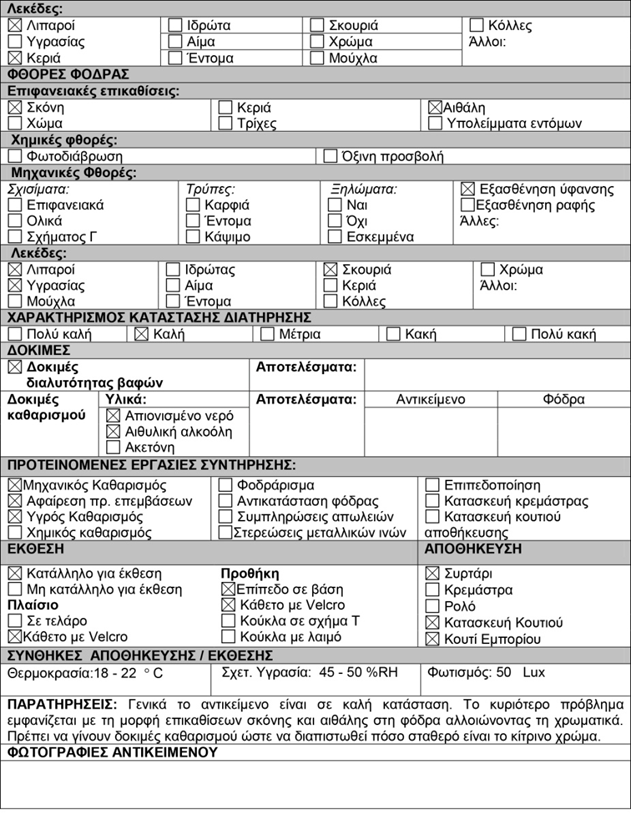 Λεκέδες:
☒ Λιπαροί ☐ Ιδρώτα ☐ Σκουριά ☐ Κόλλες
☐ Υγρασίας ☐ Αίμα ☐ Χρώμα Άλλοι:
☒ Κεριά ☐ Έντομα ☐ Μούχλα
ΦΘΟΡΕΣ ΦΟΔΡΑΣ
Επιφανειακές επικαθίσεις:
☒ Σκόνη ☐ Κεριά ☒Αιθάλη
☐ Χώμα ☐ Τρίχες ☐ Υπολείμματα εντόμων
Χημικές φθορές:
☐ Φωτοδιάβρωση ☐ Όξινη προσβολή
Μηχανικές Φθορές:
Σχισίματα: Τρύπες: Ξηλώματα: ☒ Εξασθένηση ύφανσης
☐ Επιφανειακά ☐ Καρφιά ☐ Ναι ☐Εξασθένηση ραφής
☐ Ολικά ☐ Έντομα ☐ Όχι Άλλες:
☐ Σχήματος Γ ☐ Κάψιμο ☐ Εσκεμμένα
Λεκέδες:
☒ Λιπαροί ☐ Ιδρώτας ☒ Σκουριά ☐ Χρώμα
☒ Υγρασίας ☐ Αίμα ☐ Κεριά Άλλοι:
☐ Μούχλα ☐ Έντομα ☐ Κόλλες
ΧΑΡΑΚΤΗΡΙΣΜΟΣ ΚΑΤΑΣΤΑΣΗΣ ΔΙΑΤΗΡΗΣΗΣ
☐ Πολύ καλή ☒ Καλή ☐ Μέτρια ☐ Κακή ☐ Πολύ κακή
ΔΟΚΙΜΕΣ
☒ Δοκιμές Αποτελέσματα:
διαλυτότητας βαφών
Δοκιμές Υλικά: Αποτελέσματα: Αντικείμενο Φόδρα
καθαρισμού ☒ Απιονισμένο νερό
☒ Αιθυλική αλκοόλη
☐ Ακετόνη
ΠΡΟΤΕΙΝΟΜΕΝΕΣ ΕΡΓΑΣΙΕΣ ΣΥΝΤΗΡΗΣΗΣ:
☒Μηχανικός Καθαρισμός ☐ Φοδράρισμα ☐ Επιπεδοποίηση
☒ Αφαίρεση πρ. επεμβάσεων ☐ Αντικατάσταση φόδρας ☐ Κατασκευή κρεμάστρας
☒ Υγρός Καθαρισμός ☐ Συμπληρώσεις απωλειών ☐ Κατασκευή κουτιού
☐ Χημικός καθαρισμός ☐Στερεώσεις μεταλλικών ινών αποθήκευσης
ΕΚΘΕΣΗ ΑΠΟΘΗΚΕΥΣΗ
☒ Κατάλληλο για έκθεση Προθήκη ☒ Συρτάρι
☐ Μη κατάλληλο για έκθεση ☒Επίπεδο σε βάση ☐ Κρεμάστρα
Πλαίσιο ☒ Κάθετο με Velcro ☐ Ρολό
☐ Σε τελάρο ☐ Κούκλα σε σχήμα Τ ☒ Κατασκευή Κουτιού
☒Κάθετο με Velcro ☐ Κούκλα με λαιμό ☒ Κουτί Εμπορίου
ΣΥΝΘΗΚΕΣ ΑΠΟΘΗΚΕΥΣΗΣ / ΕΚΘΕΣΗΣ
Θερμοκρασία:18 - 22 ° C Σχετ. Υγρασία: 45 - 50 %RH Φωτισμός: 50 Lux
ΠΑΡΑΤΗΡΗΣΕΙΣ: Γενικά το αντικείμενο είναι σε καλή κατάσταση. Το κυριότερο πρόβλημα
εμφανίζεται με τη μορφή επικαθίσεων σκόνης και αιθάλης στη φόδρα αλλοιώνοντας τη χρωματικά.
Πρέπει να γίνουν δοκιμές καθαρισμού ώστε να διαπιστωθεί πόσο σταθερό είναι το κίτρινο χρώμα.
ΦΩΤΟΓΡΑΦΙΕΣ ΑΝΤΙΚΕΙΜΕΝΟΥ